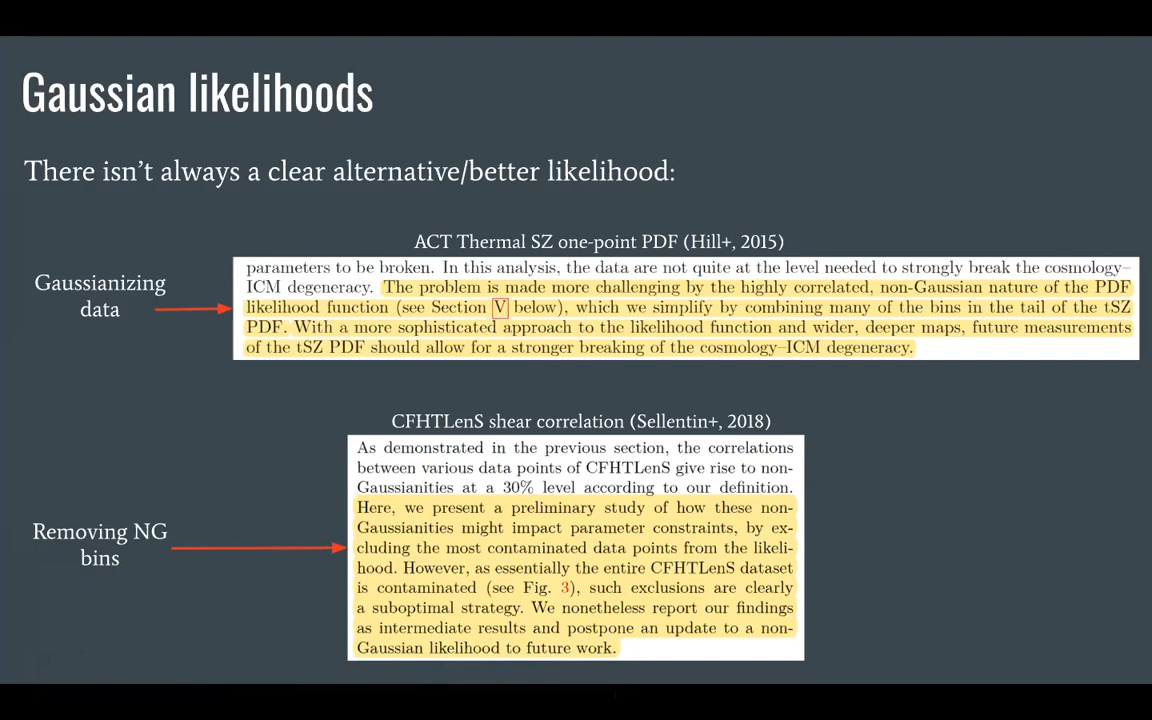 Gaussian likelihoods
There isn't always a clear alternative/better likelihood:
ACT Thermal SZ one-point PDF (Hill+, 2015)
Gaussianizing
data
parameters to be broken. In this analysis, the data are not quite at the level needed to strongly break the cosmology–
ICM degeneracy. The problem is made more challenging by the highly correlated, non-Gaussian nature of the PDF
likelihood function (see Section V below), which we simplify by combining many of the bins in the tail of the tSZ
PDF. With a more sophisticated approach to the likelihood function and wider, deeper maps, future measurements
of the tSZ PDF should allow for a stronger breaking of the cosmology–ICM degeneracy.
CFHTLenS shear correlation (Sellentin+, 2018)
Removing NG
bins
As demonstrated in the previous section, the correlations
between various data points of CFHTLenS give rise to non-
Gaussianities at a 30% level according to our definition.
Here, we present a preliminary study of how these non-
Gaussianities might impact parameter constraints, by ex-
cluding the most contaminated data points from the likeli-
hood. However, as essentially the entire CFHTLenS dataset
is contaminated (see Fig. 3), such exclusions are clearly
a suboptimal strategy. We nonetheless report our findings
as intermediate results and postpone an update to a non-
Gaussian likelihood to future work.